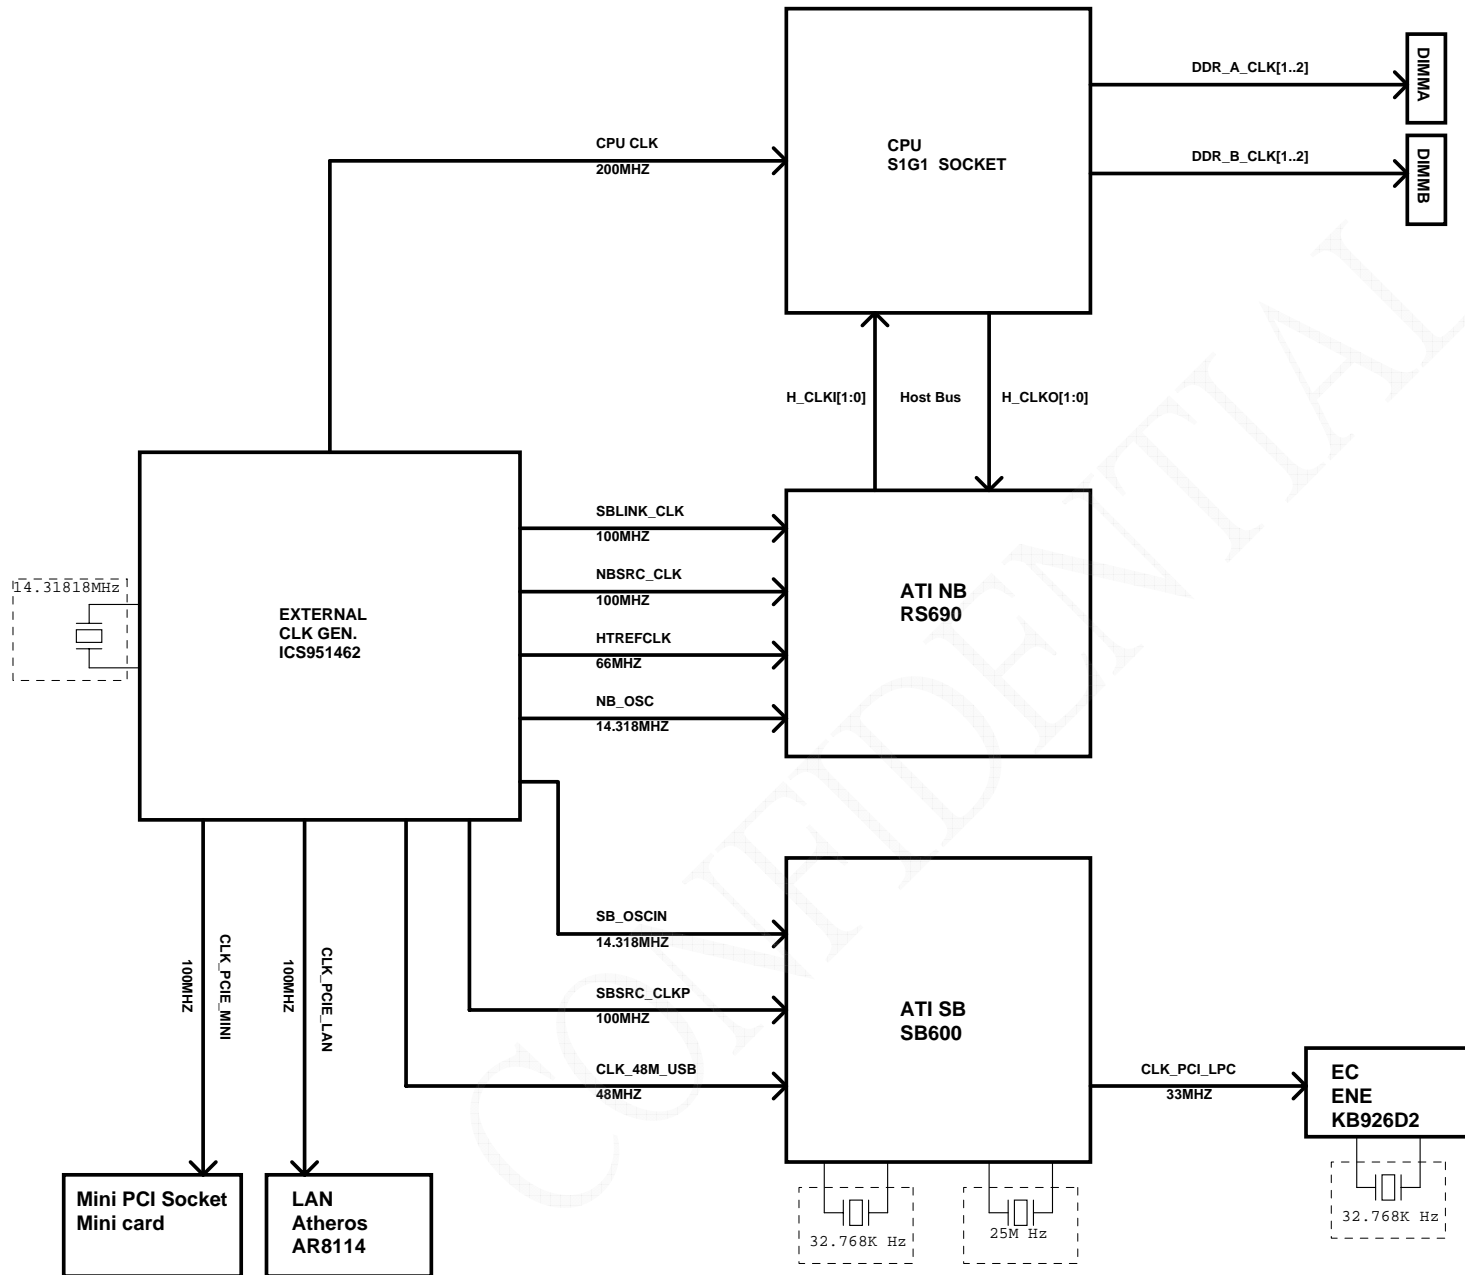 DDR_A_CLK[1..2]
DIMMA
CPU CLK
200MHZ
CPU
S1G1 SOCKET
DDR_B_CLK[1..2]
DIMMB
H_CLKI[1:0]
Host Bus
H_CLKO[1:0]
SBLINK_CLK
100MHZ
NBSRC_CLK
100MHZ
HTREFCLK
66MHZ
NB_OSC
14.318MHZ
ATI NB
RS690
14.31818MHz
EXTERNAL
CLK GEN.
ICS951462
SB_OSCIN
14.318MHZ
SBSRC_CLKP
100MHZ
CLK_48M_USB
48MHZ
ATI SB
SB600
CLK_PCI_LPC
33MHZ
EC
ENE
KB926D2
100MHZ
CLK_PCIE_MINI
100MHZ
CLK_PCIE_LAN
Mini PCI Socket
Mini card
LAN
Atheros
AR8114
32.768K Hz
25M Hz
32.768K Hz
CONFIDENTIAL